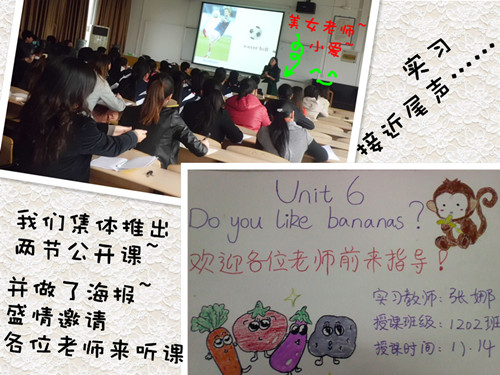 美女老师~
小爱~
实习
接近尾声……
我们集体推出
两节公开课~
并做了海报~
盛情邀请
各位老师来听课
Unit 6
Do you like bananas?
欢迎各位老师前来指导!
实习教师:张娜
授课班级:1202班
授课时间:11.14